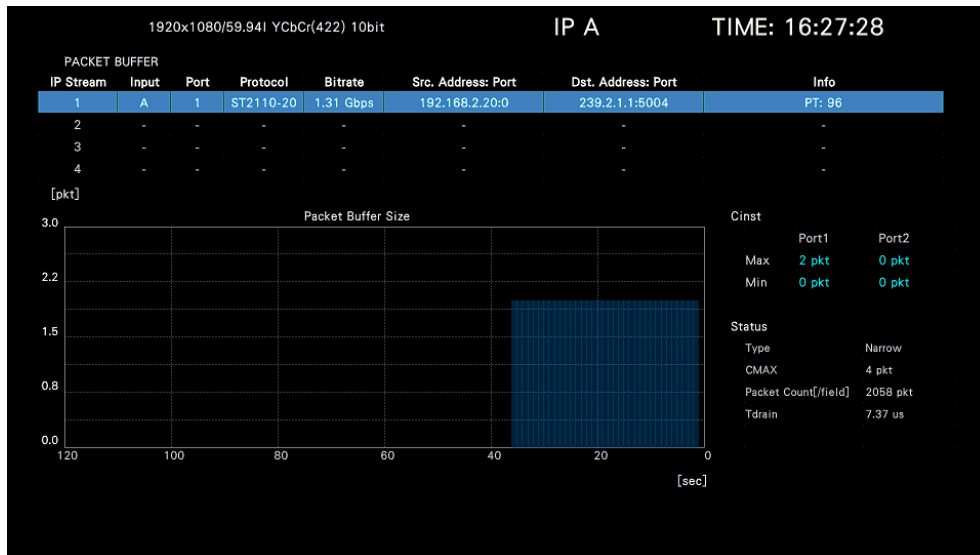 1920x1080/59.94I YCbCr(422) 10bit IP A TIME: 16:27:28
PACKET BUFFER
IP Stream Input Port Protocol Bitrate Src. Address: Port Dst. Address: Port Info
1 A 1 ST2110-20 1.31 Gbps 192.168.2.20:0 239.2.1.1:5004 PT: 96
2 - - - - - - -
3 - - - - - - -
4 - - - - - - -
[pkt]
Packet Buffer Size
3.0
2.2
1.5
0.8
0.0
120 100 80 60 40 20 0
[sec]
Cinst
Port1 Port2
Max 2 pkt 0 pkt
Min 0 pkt 0 pkt
Status
Type Narrow
CMAX 4 pkt
Packet Count[/field] 2058 pkt
Tdrain 7.37 us